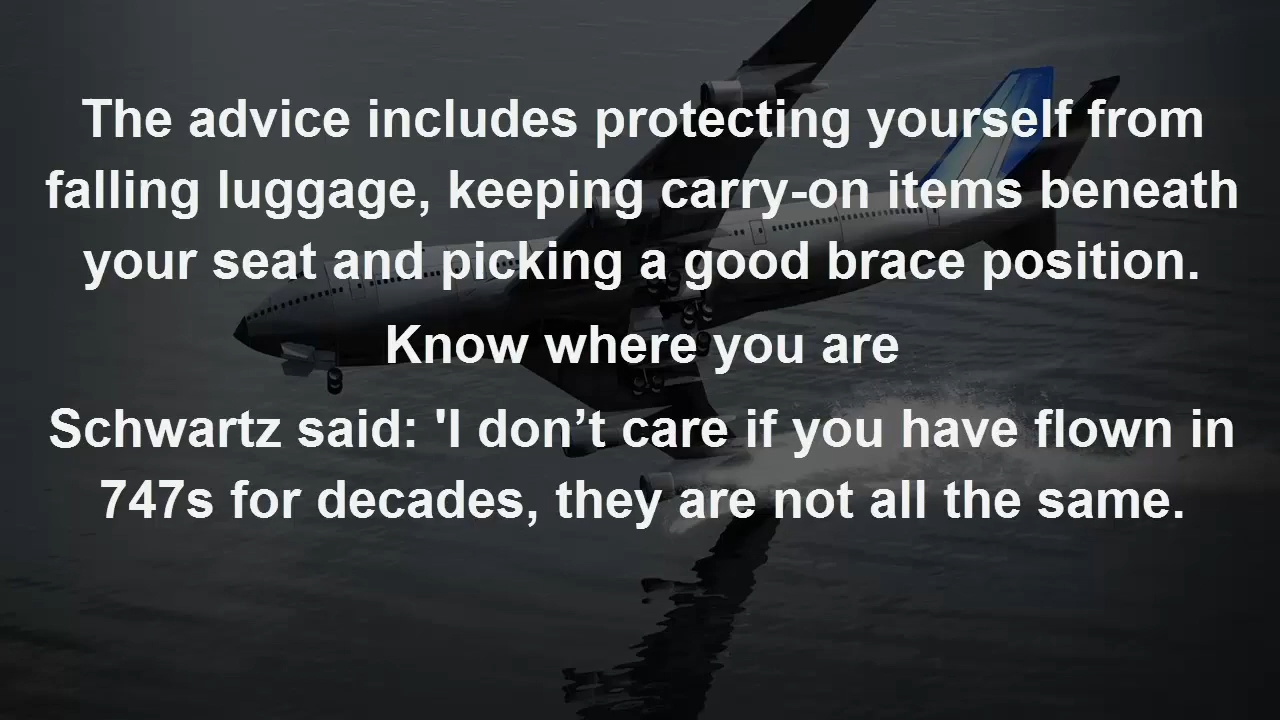 The advice includes protecting yourself from
falling luggage, keeping carry-on items beneath
your seat and picking a good brace position.
Know where you are
Schwartz said: 'I don’t care if you have flown in
747s for decades, they are not all the same.